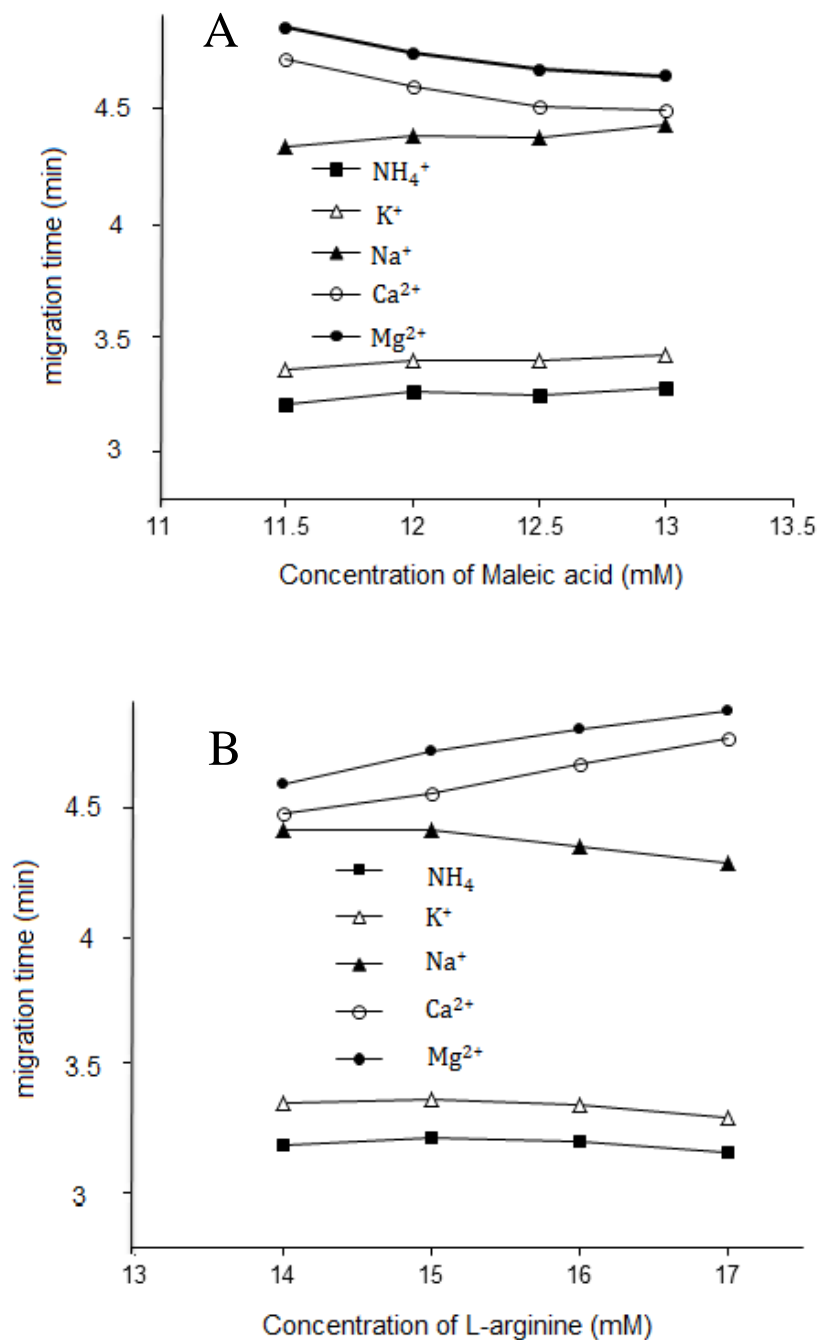 A
4.5
4
3.5
3
migration time (min)
NH₄⁺
K⁺
Na⁺
Ca²⁺
Mg²⁺
11 11.5 12 12.5 13 13.5
Concentration of Maleic acid (mM)
B
4.5
4
3.5
3
migration time (min)
NH₄
K⁺
Na⁺
Ca²⁺
Mg²⁺
13 14 15 16 17
Concentration of L-arginine (mM)